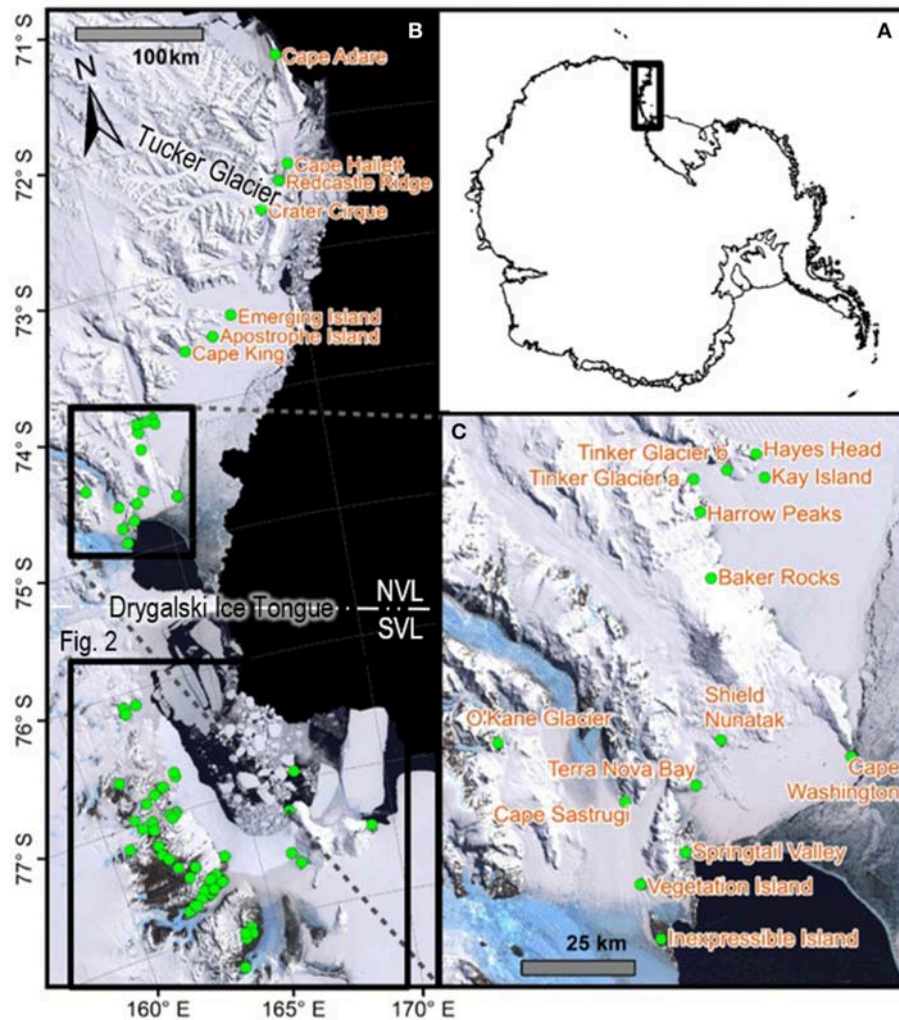 71° S
72° S
73° S
74° S
75° S
76° S
77° S
B
100km
N
Cape Adare
Tucker Glacier
Cape Hallett
Redcastle Ridge
Crater Cirque
Emerging Island
Apostrophe Island
Cape King
NVL
Drygalski Ice Tongue
SVL
Fig. 2
160° E
165° E
170° E
A
C
Tinker Glacier b
Hayes Head
Tinker Glacier a
Kay Island
Harrow Peaks
Baker Rocks
Shield
Nunatak
O'Kane Glacier
Terra Nova Bay
Cape
Washington
Cape Sastrugi
Springtail Valley
Vegetation Island
Inexpressible Island
25 km